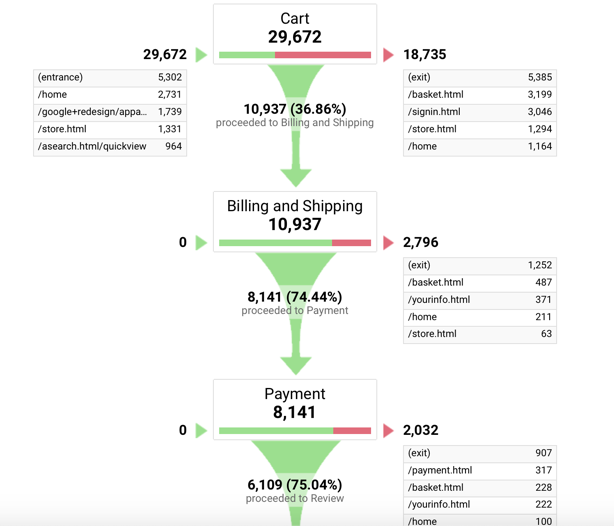 Cart
29,672
29,672
18,735
(entrance) 5,302
/home 2,731
/google+redesign/appa... 1,739
/store.html 1,331
/asearch.html/quickview 964
(exit) 5,385
/basket.html 3,199
/signin.html 3,046
/store.html 1,294
/home 1,164
10,937 (36.86%)
proceeded to Billing and Shipping
Billing and Shipping
10,937
0
2,796
(exit) 1,252
/basket.html 487
/yourinfo.html 371
/home 211
/store.html 63
8,141 (74.44%)
proceeded to Payment
Payment
8,141
0
2,032
(exit) 907
/payment.html 317
/basket.html 228
/yourinfo.html 222
/home 100
6,109 (75.04%)
proceeded to Review